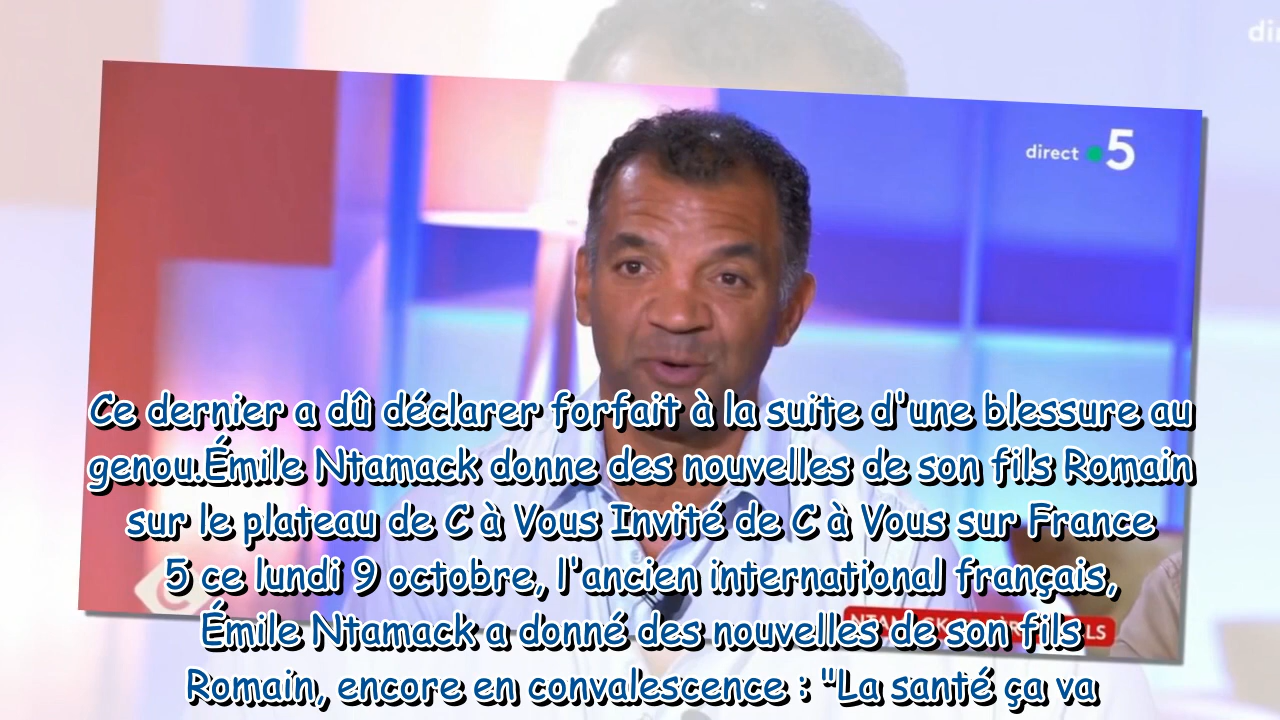 direct 5
Ce dernier a dû déclarer forfait à la suite d'une blessure au
genou.Émile Ntamack donne des nouvelles de son fils Romain
sur le plateau de C à Vous Invité de C à Vous sur France
5 ce lundi 9 octobre, l'ancien international français,
Émile Ntamack a donné des nouvelles de son fils
Romain, encore en convalescence : "La santé ça va